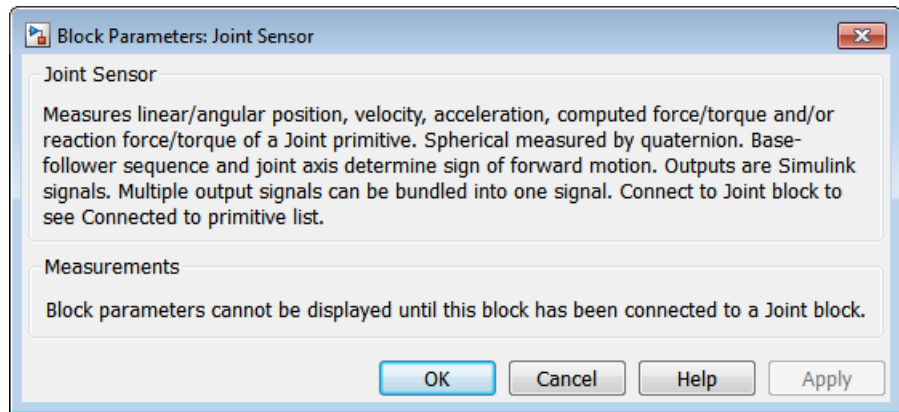 Block Parameters: Joint Sensor
Joint Sensor
Measures linear/angular position, velocity, acceleration, computed force/torque and/or
reaction force/torque of a Joint primitive. Spherical measured by quaternion. Base-
follower sequence and joint axis determine sign of forward motion. Outputs are Simulink
signals. Multiple output signals can be bundled into one signal. Connect to Joint block to
see Connected to primitive list.
Measurements
Block parameters cannot be displayed until this block has been connected to a Joint block.
OK Cancel Help Apply